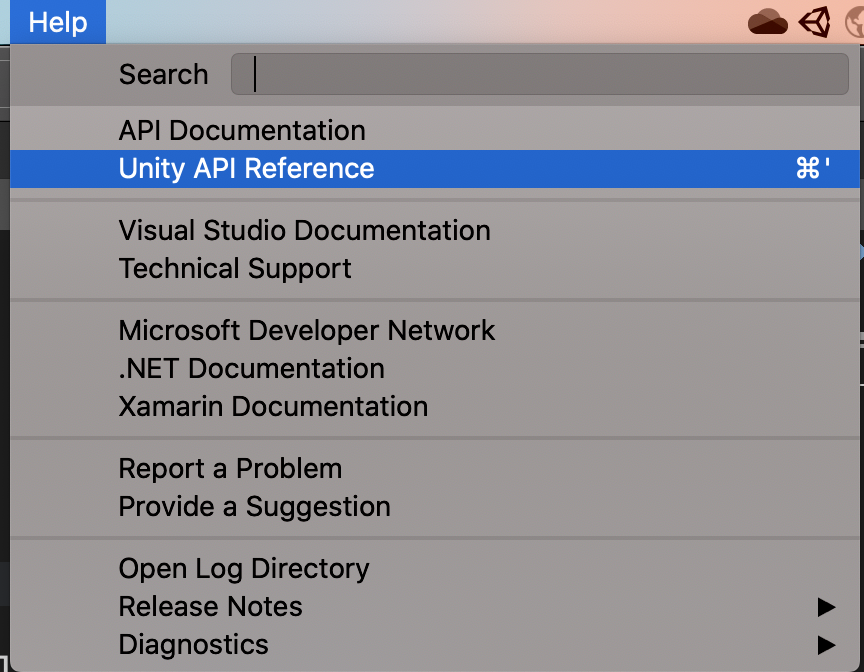 Help
Search
API Documentation
Unity API Reference ⌘'
Visual Studio Documentation
Technical Support
Microsoft Developer Network
.NET Documentation
Xamarin Documentation
Report a Problem
Provide a Suggestion
Open Log Directory
Release Notes
Diagnostics